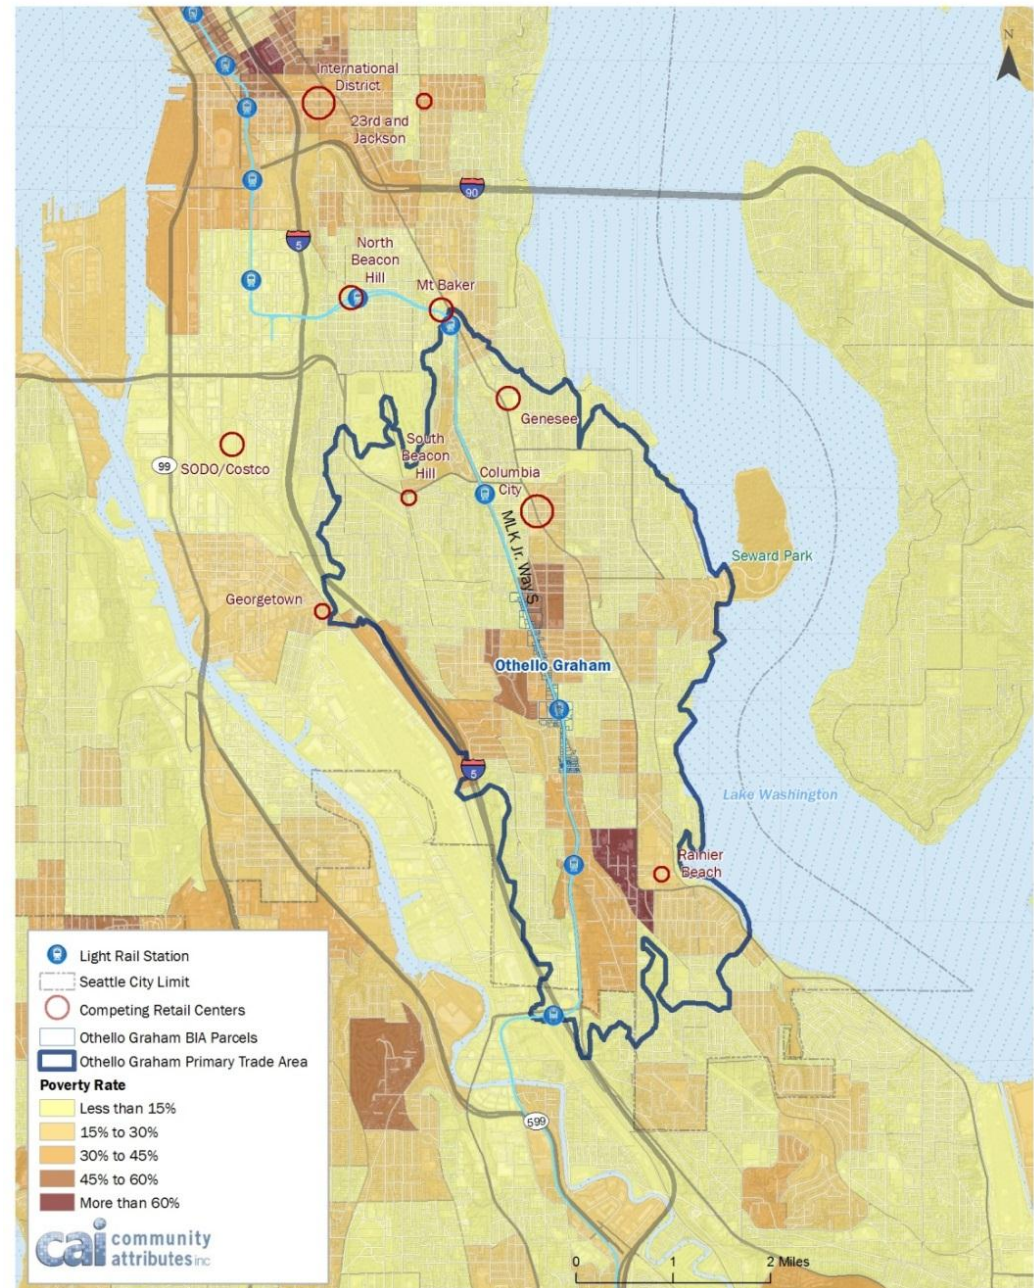 N
International
District
23rd and
Jackson
90
5
North
Beacon
Hill
Mt Baker
Genesee
South
Beacon
Hill
Columbia
City
99
SODO/Costco
MLK Jr. Way S
Seward Park
Georgetown
Othello Graham
5
Lake Washington
Rainier
Beach
Light Rail Station
Seattle City Limit
Competing Retail Centers
Othello Graham BIA Parcels
Othello Graham Primary Trade Area
Poverty Rate
Less than 15%
15% to 30%
30% to 45%
45% to 60%
More than 60%
599
cai community
attributes inc
0 1 2 Miles